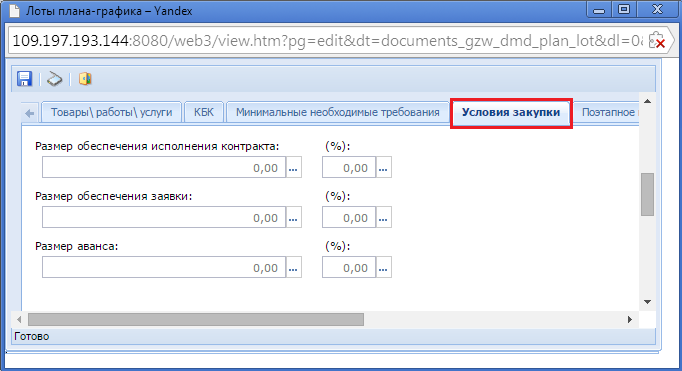 Лоты плана-графика – Yandex
109.197.193.144:8080/web3/view.htm?pg=edit&dt=documents_gzw_dmd_plan_lot&dl=0&
Товары\ работы\ услуги КБК Минимальные необходимые требования Условия закупки Поэтапное
Размер обеспечения исполнения контракта: (%):
0,00 ... 0,00 ...
Размер обеспечения заявки: (%):
0,00 ... 0,00 ...
Размер аванса: (%):
0,00 ... 0,00 ...
Готово